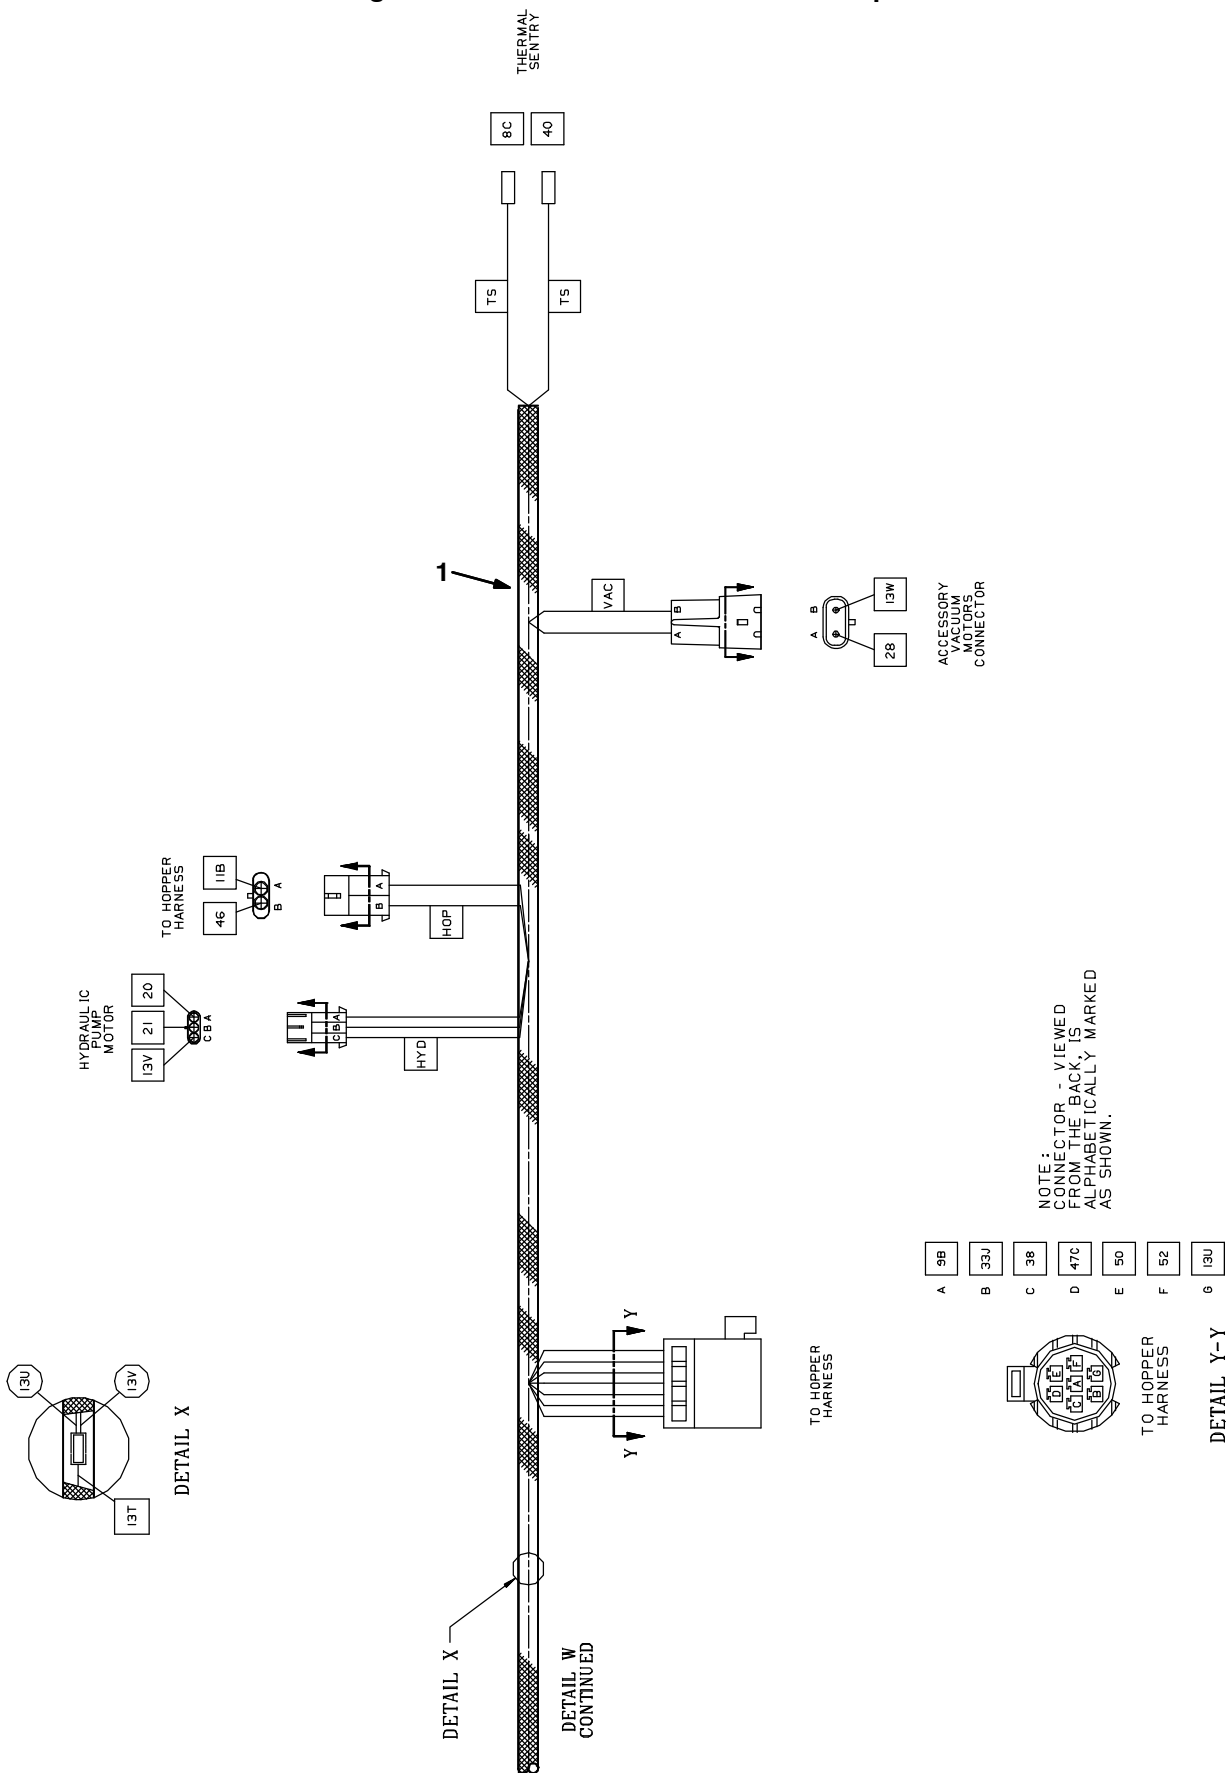 THERMAL
SENTRY
8C
40
TS
TS
1
VAC
A
B
A
B
13W
28
ACCESSORY
VACUUM
MOTORS
CONNECTOR
TO HOPPER
HARNESS
46
11B
B
A
B
A
HOP
HYDRAULIC
PUMP
MOTOR
13V
21
20
C B A
C B A
HYD
13U
13V
13T
DETAIL X
DETAIL X
DETAIL W
CONTINUED
Y
Y
TO HOPPER
HARNESS
NOTE:
CONNECTOR - VIEWED
FROM THE BACK, IS
ALPHABETICALLY MARKED
AS SHOWN.
A 9B
B 33J
C 38
D 47C
E 50
F 52
G 13U
D E
C A F
B G
TO HOPPER
HARNESS
DETAIL Y-Y